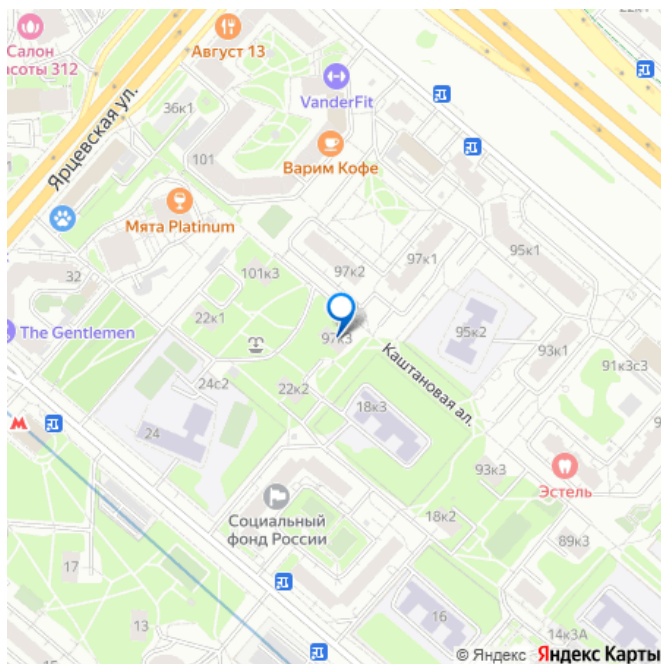 22к1
Салон
асоты 312
Август 13
VanderFit
36к1
Ярцевская ул.
101
Варим Кофе
Мята Platinum
95к1
97к1
97к2
32
101к3
22к1
The Gentlemen
97к3
95к2
93к1
91к3с3
Каштановая ал.
24с2
22к2
18к3
24
93к3
Эстель
Социальный
фонд России
18к2
89к3
17
13
16
14к3А
© Яндекс Яндекс Карты